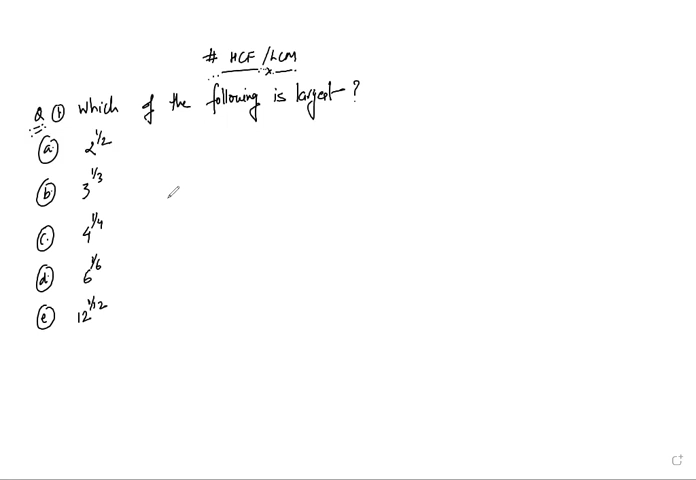 # HCF /LCM
Q ① Which of the following is largest ?
ⓐ 2^1/2
ⓑ 3^1/3
ⓒ 4^1/4
ⓓ 6^1/6
ⓔ 12^1/12